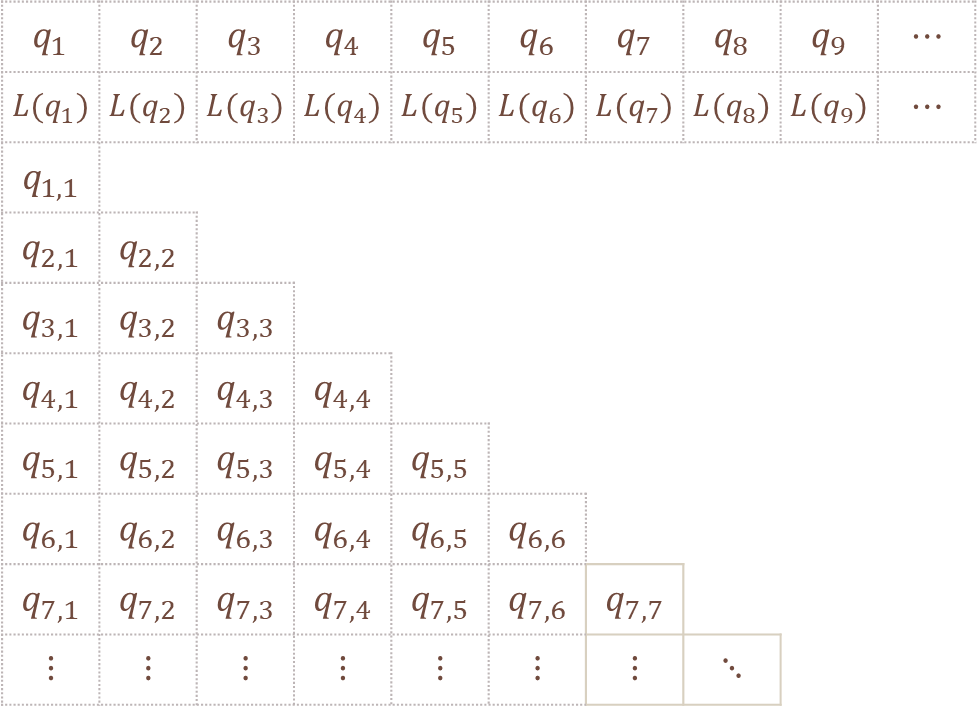 q₁ q₂ q₃ q₄ q₅ q₆ q₇ q₈ q₉ ⋯
L(q₁) L(q₂) L(q₃) L(q₄) L(q₅) L(q₆) L(q₇) L(q₈) L(q₉) ⋯
q₁,₁
q₂,₁ q₂,₂
q₃,₁ q₃,₂ q₃,₃
q₄,₁ q₄,₂ q₄,₃ q₄,₄
q₅,₁ q₅,₂ q₅,₃ q₅,₄ q₅,₅
q₆,₁ q₆,₂ q₆,₃ q₆,₄ q₆,₅ q₆,₆
q₇,₁ q₇,₂ q₇,₃ q₇,₄ q₇,₅ q₇,₆ q₇,₇
⋮ ⋮ ⋮ ⋮ ⋮ ⋮ ⋮ ⋱